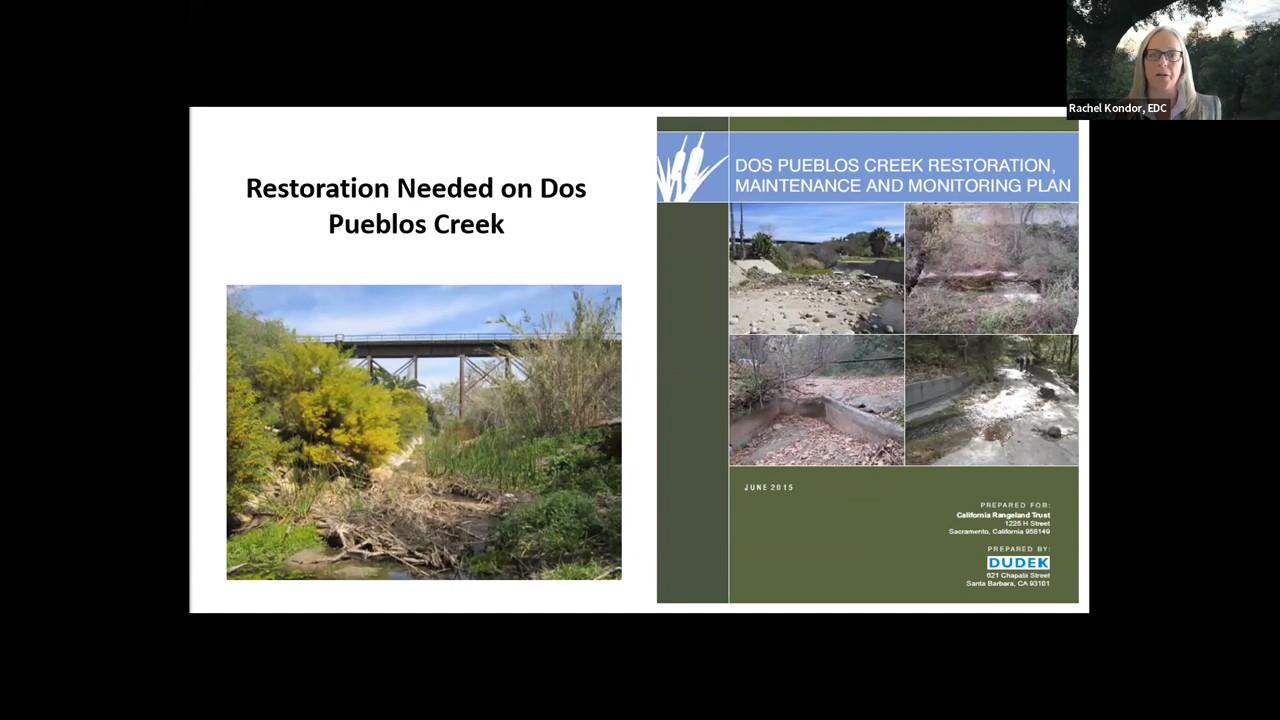 Rachel Kondor, EDC
Restoration Needed on Dos
Pueblos Creek
DOS PUEBLOS CREEK RESTORATION,
MAINTENANCE AND MONITORING PLAN
JUNE 2015
PREPARED FOR:
California Rangeland Trust
1225 H Street
Sacramento, California 958149
PREPARED BY:
DUDEK
621 Chapala Street
Santa Barbara, CA 93101